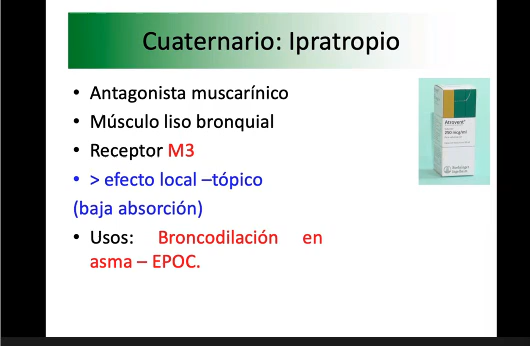 Cuaternario: Ipratropio
• Antagonista muscarínico
• Músculo liso bronquial
• Receptor M3
• > efecto local –tópico
(baja absorción)
• Usos: Broncodilación en
asma – EPOC.
Atrovent®